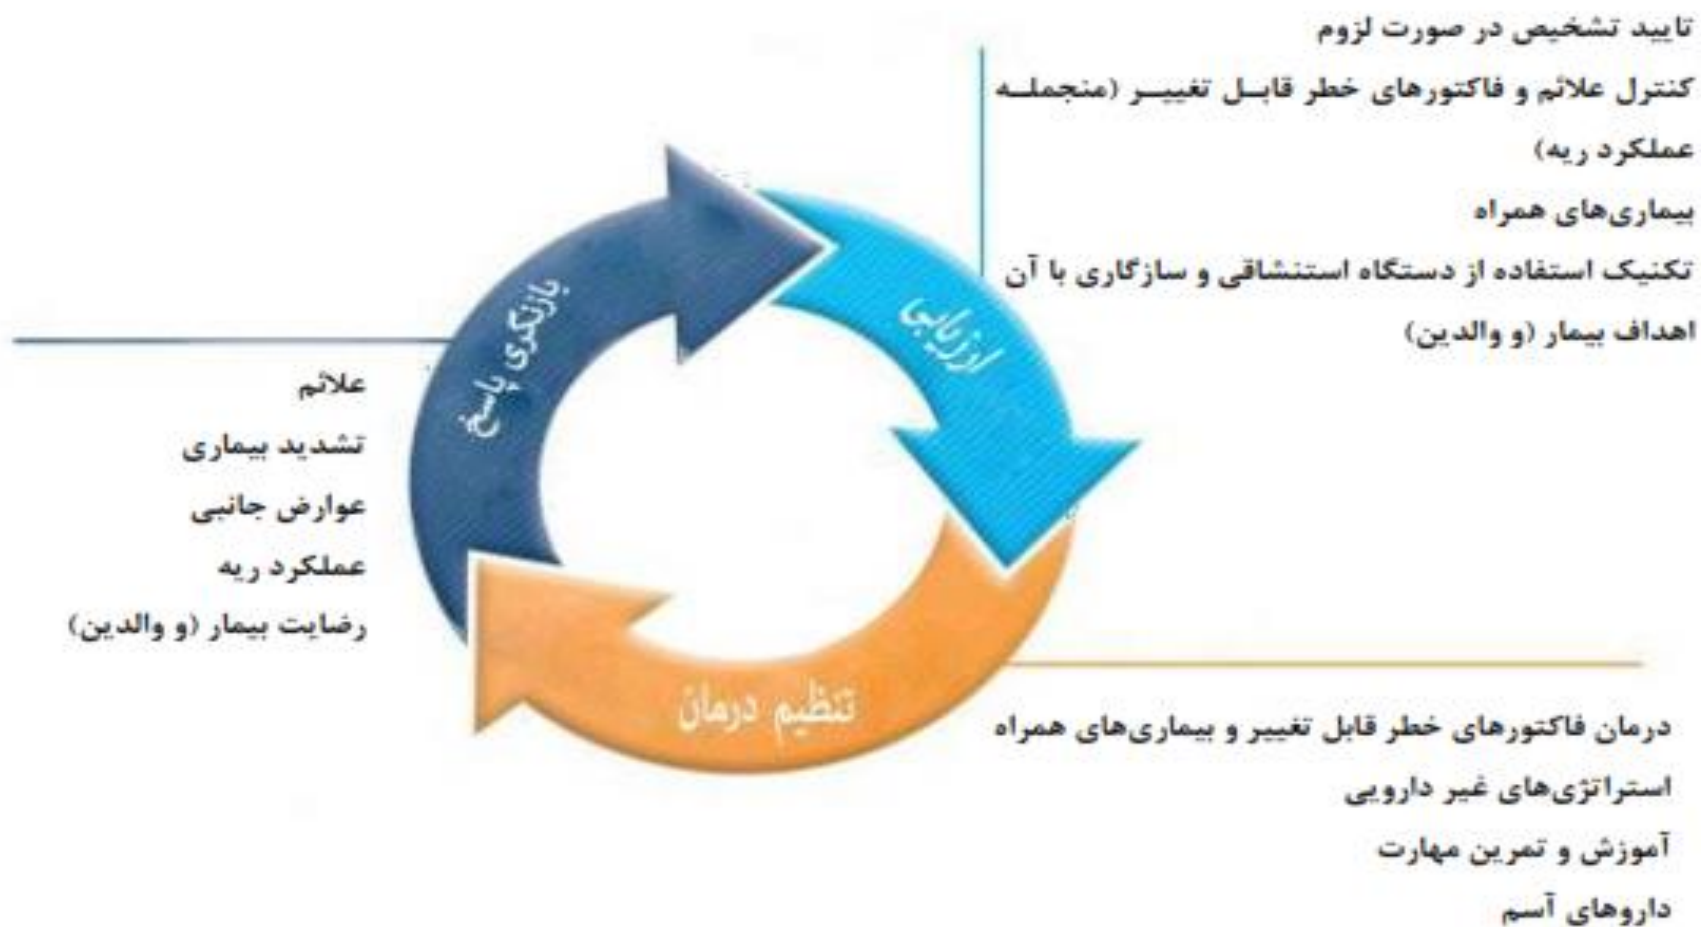 تایید تشخیص در صورت لزوم
کنترل علائم و فاکتورهای خطر قابل تغییر (منجمله
عملکرد ریه)
بیماری‌های همراه
تکنیک استفاده از دستگاه استنشاقی و سازگاری با آن
اهداف بیمار (و والدین)
ارزیابی
بازنگری پاسخ
علائم
تشدید بیماری
عوارض جانبی
عملکرد ریه
رضایت بیمار (و والدین)
تنظیم درمان
درمان فاکتورهای خطر قابل تغییر و بیماری‌های همراه
استراتژی‌های غیر دارویی
آموزش و تمرین مهارت
داروهای آسم